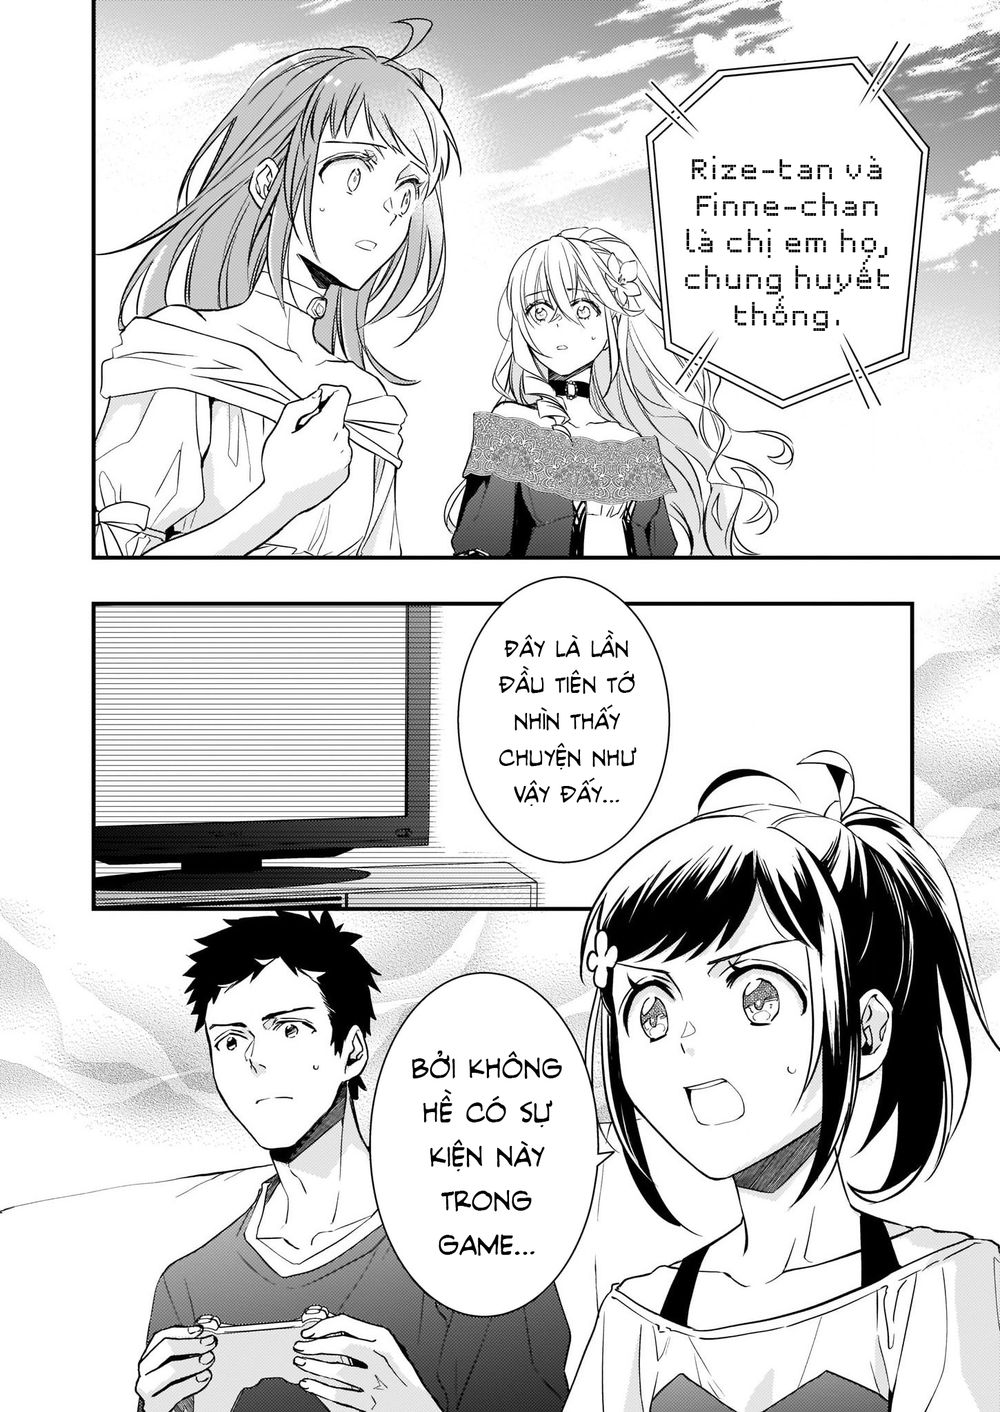 Rize-tan và
Finne-chan
là chị em họ,
chung huyết
thống.
ĐÂY LÀ LẦN
ĐẦU TIÊN TỚ
NHÌN THẤY
CHUYỆN NHƯ
VẬY ĐẤY...
BỞI KHÔNG
HỀ CÓ SỰ
KIỆN NÀY
TRONG
GAME...